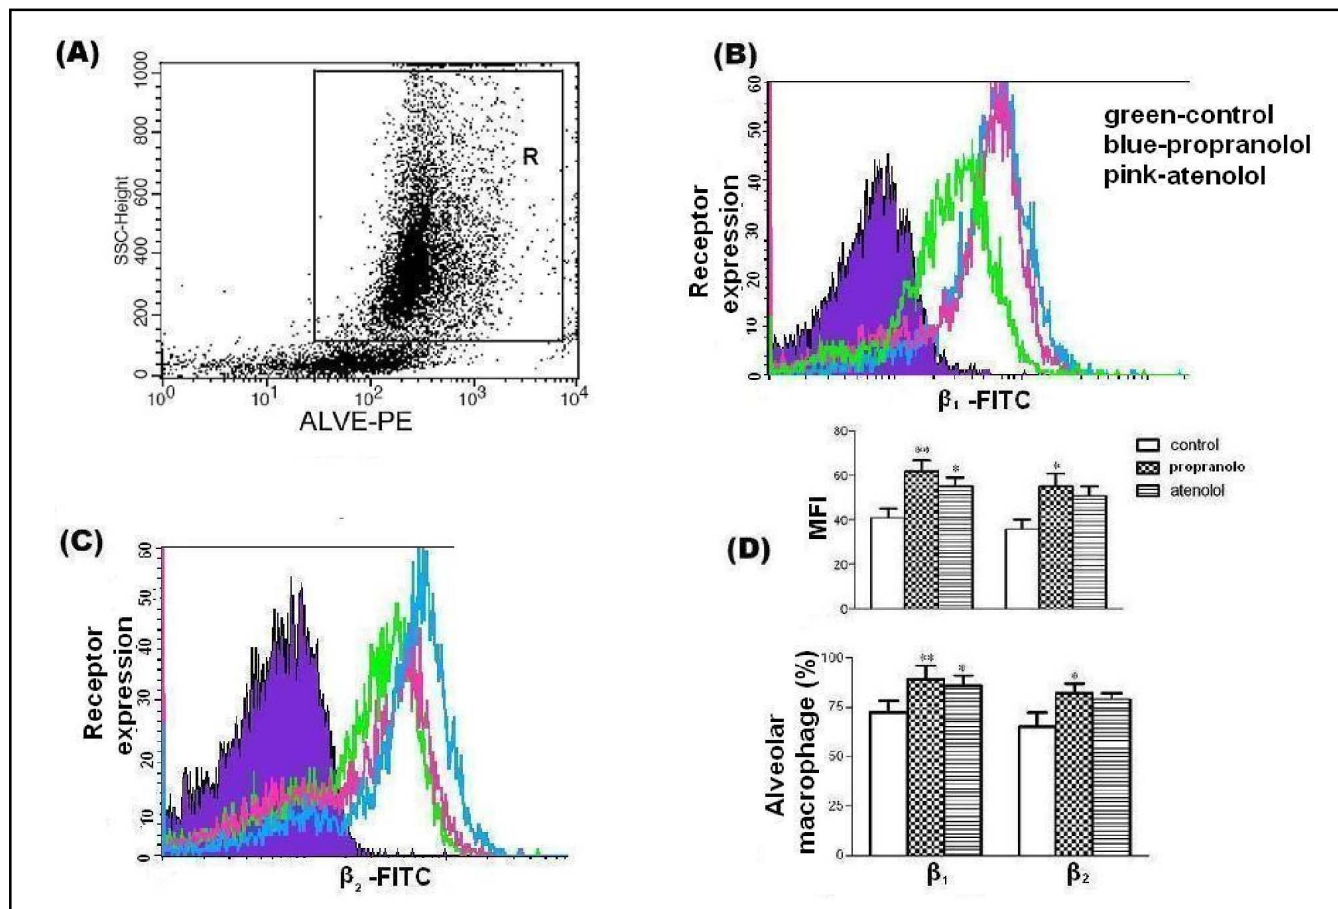 (A)
1000
800
600
400
200
0
SSC-Height
R
10⁰ 10¹ 10² 10³ 10⁴
ALVE-PE
(B)
60
50
40
30
20
10
0
Receptor
expression
green-control
blue-propranolol
pink-atenolol
β₁ -FITC
(C)
60
50
40
30
20
10
0
Receptor
expression
β₂ -FITC
(D)
80
60
40
20
0
MFI
** * *
control
propranolo
atenolol
100
75
50
25
0
Alveolar
macrophage (%)
** * *
β₁ β₂